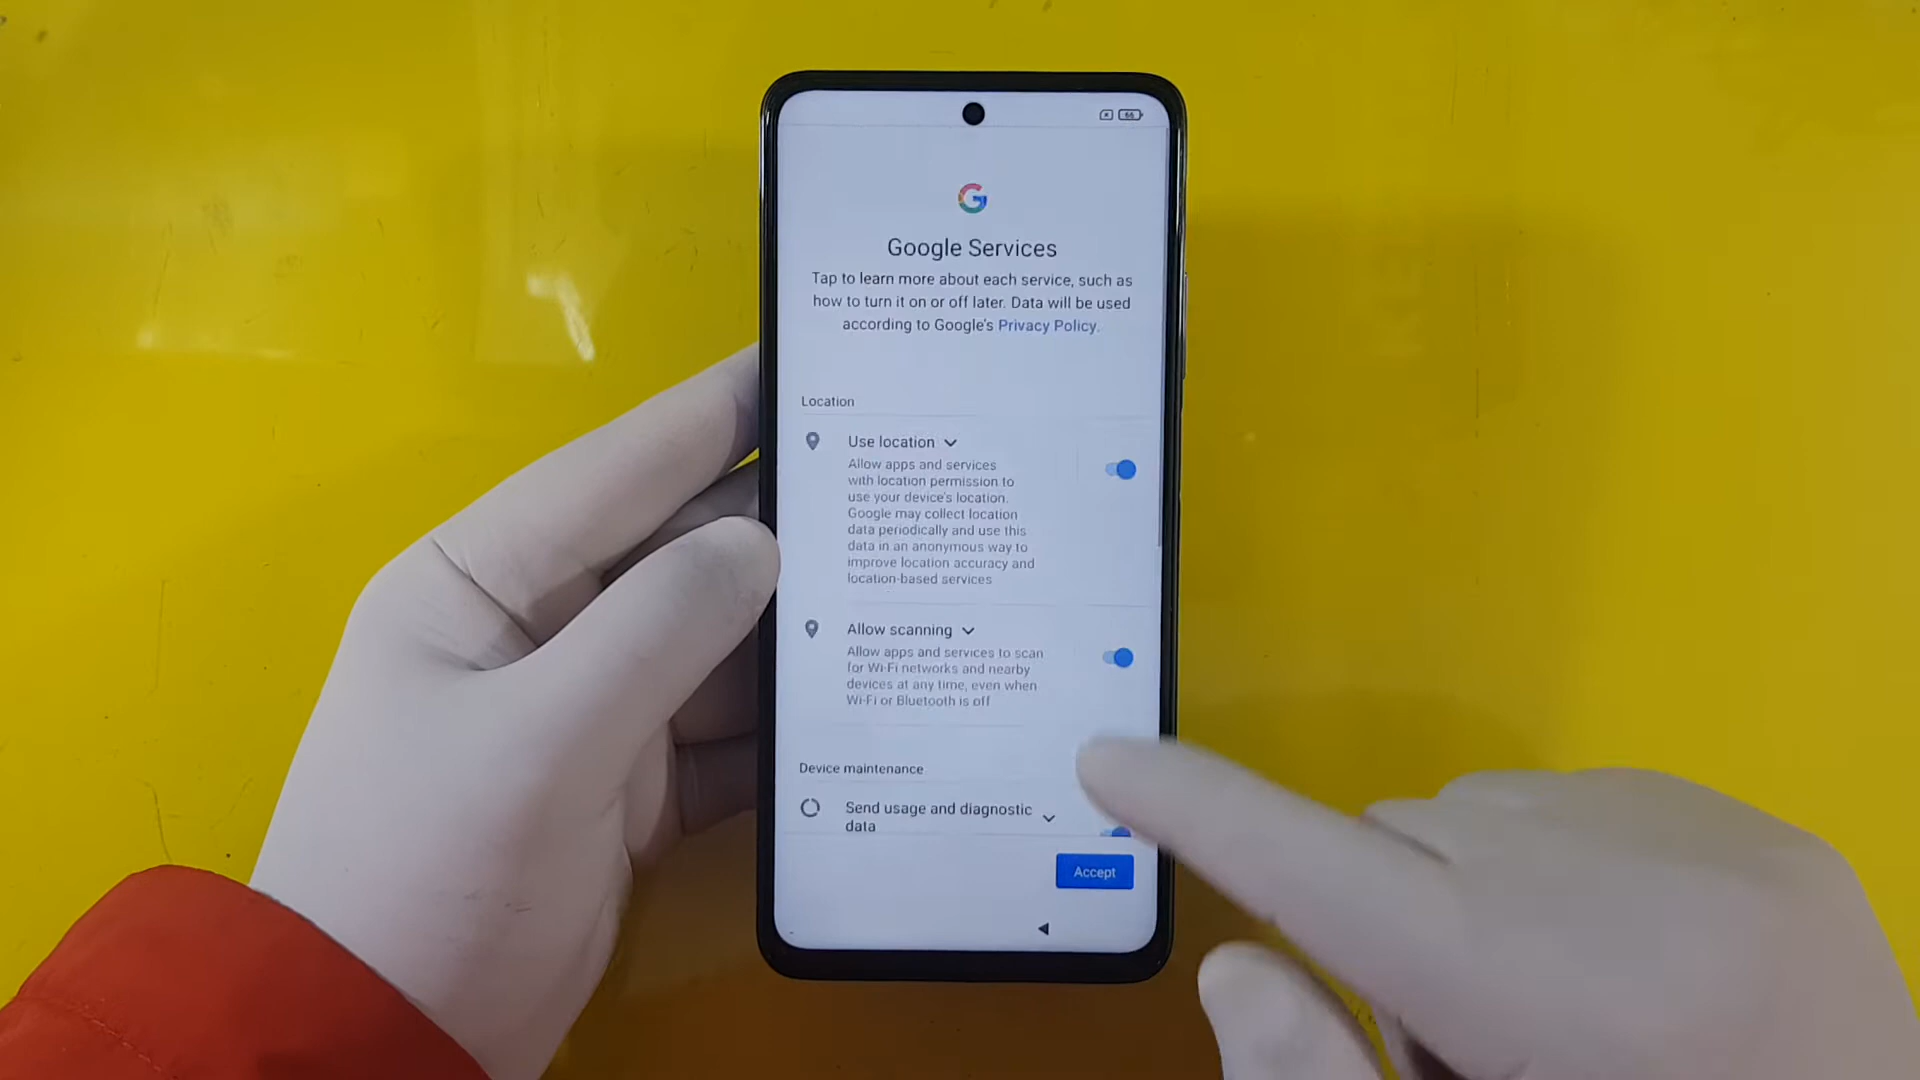 66
Google Services
Tap to learn more about each service, such as
how to turn it on or off later. Data will be used
according to Google's Privacy Policy.
Location
Use location
Allow apps and services
with location permission to
use your device's location.
Google may collect location
data periodically and use this
data in an anonymous way to
improve location accuracy and
location-based services
Allow scanning
Allow apps and services to scan
for Wi-Fi networks and nearby
devices at any time, even when
Wi-Fi or Bluetooth is off
Device maintenance
Send usage and diagnostic
data
Accept